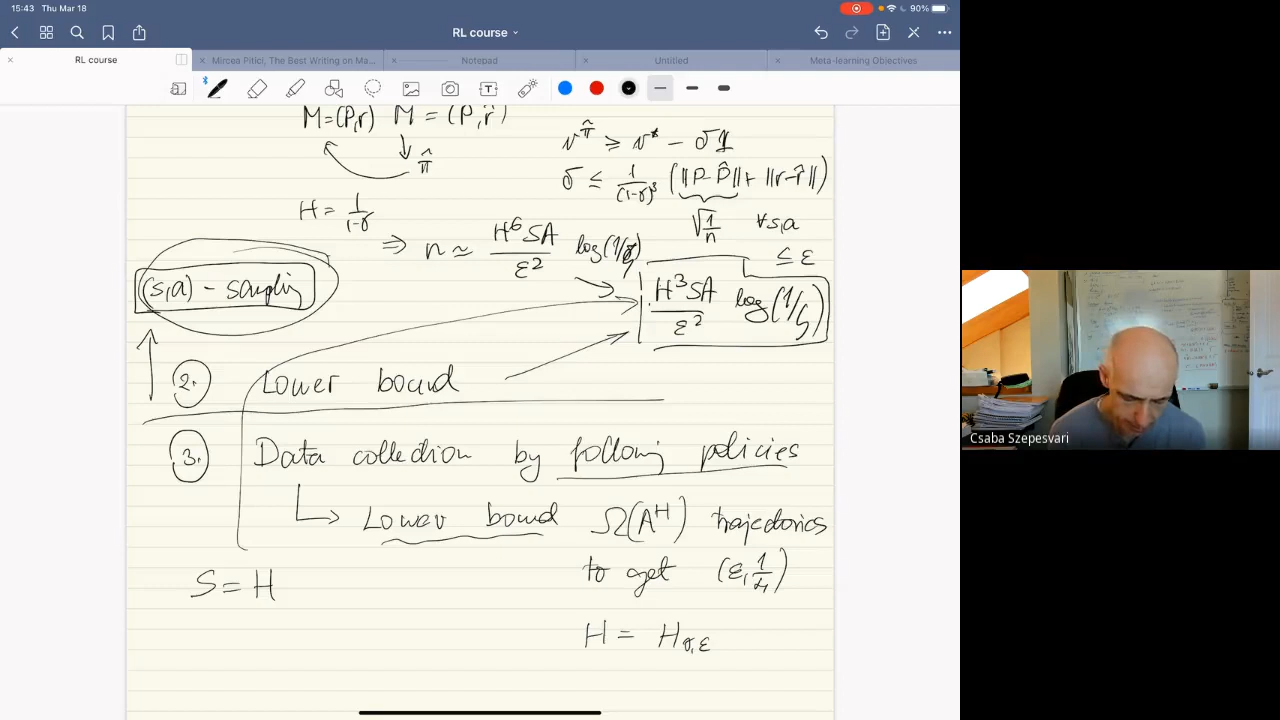 15:43 Thu Mar 18
90%
RL course
RL course
Mircea Pitici, The Best Writing on Ma...
Notepad
Untitled
Meta-learning Objectives
M=(P,r) M̂ = (P̂,r̂)
π̂
v^π̂ ≥ v* − δ1
δ ≤ 1/(1-γ)³ (‖P-P̂‖ + ‖r-r̂‖)
H = 1/(1-γ)
√(1/n) ∀s,a
≤ ε
⇒ n ≈ H⁶SA/ε² log(1/ζ)
(s,a) - sampling
H³SA/ε² log(1/ζ)
2. Lower bound
3. Data collection by following policies
Lower bound Ω(A^H) trajectories
to get (ε,1/4)
S = H
H = H_γ,ε
Csaba Szepesvari